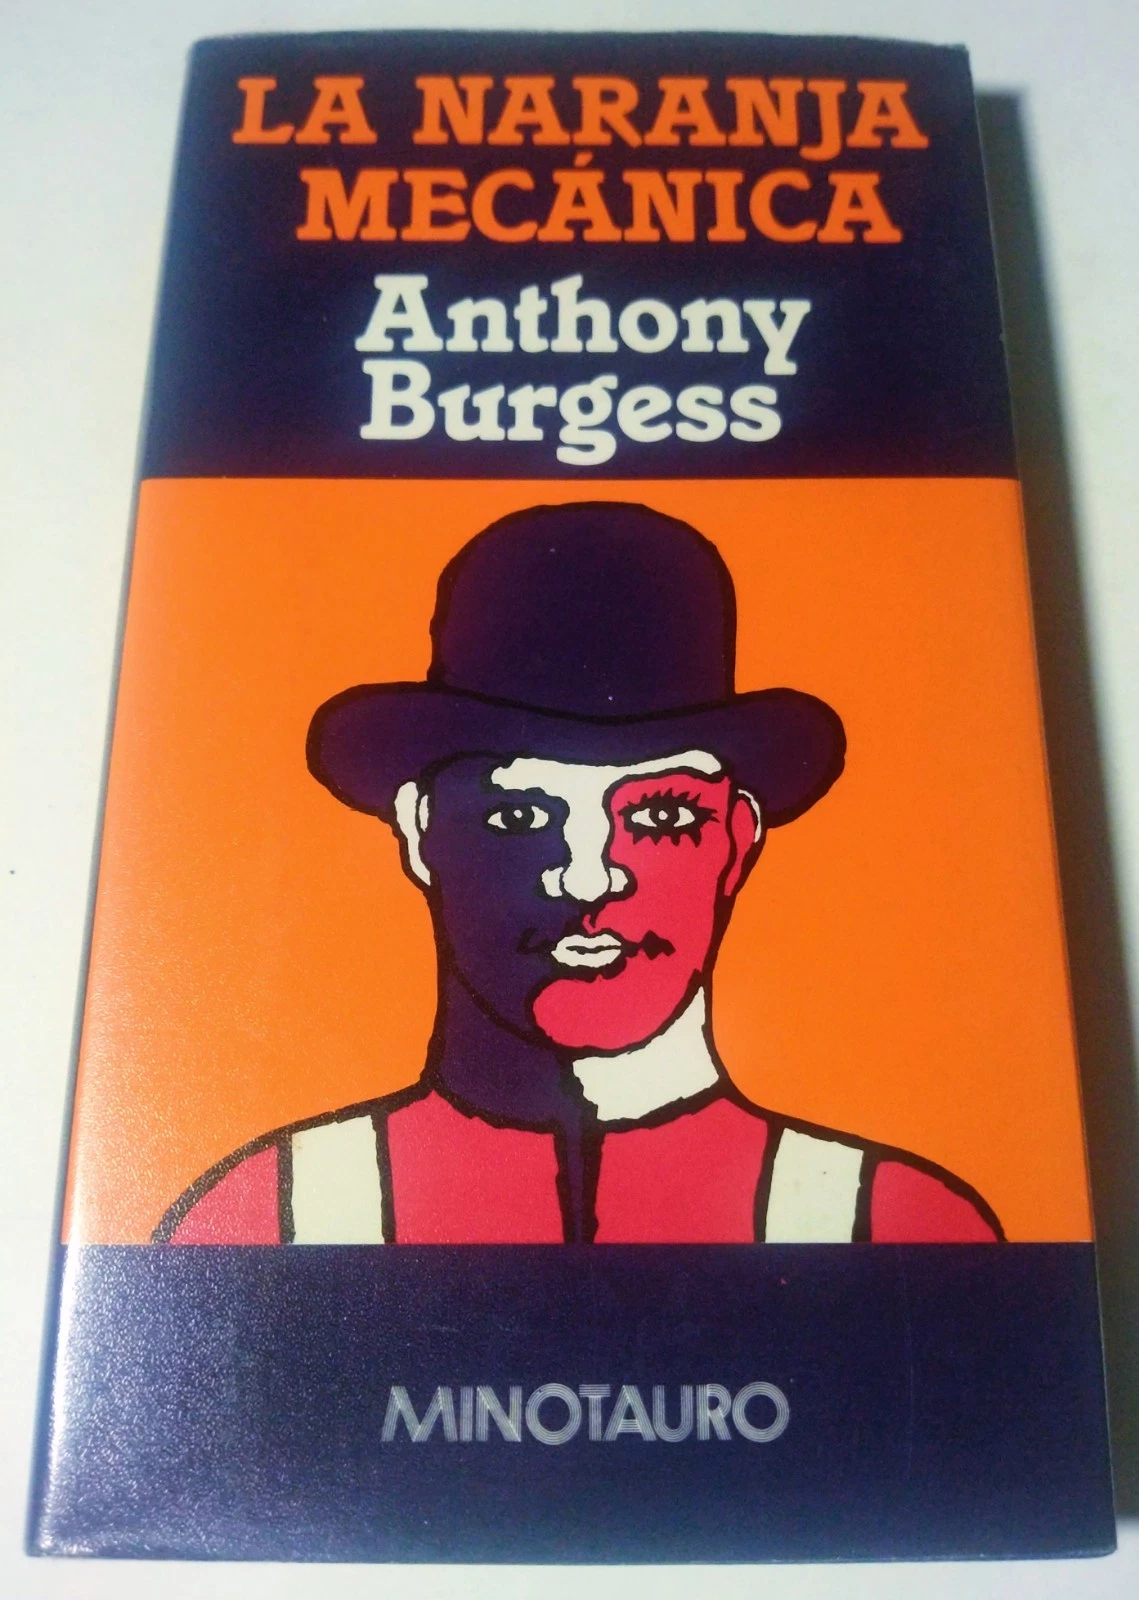 LA NARANJA
MECÁNICA
Anthony
Burgess
MINOTAURO